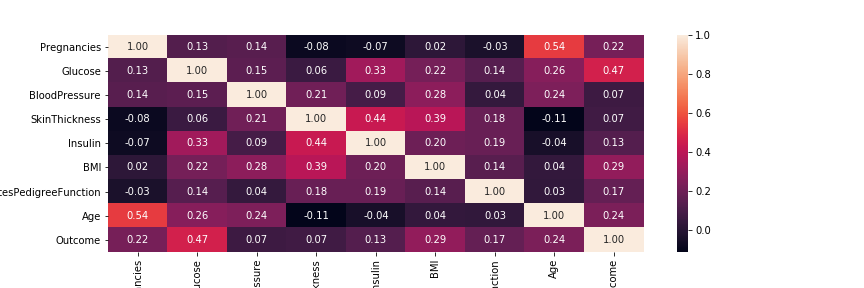 Pregnancies 1.00 0.13 0.14 -0.08 -0.07 0.02 -0.03 0.54 0.22
Glucose 0.13 1.00 0.15 0.06 0.33 0.22 0.14 0.26 0.47
BloodPressure 0.14 0.15 1.00 0.21 0.09 0.28 0.04 0.24 0.07
SkinThickness -0.08 0.06 0.21 1.00 0.44 0.39 0.18 -0.11 0.07
Insulin -0.07 0.33 0.09 0.44 1.00 0.20 0.19 -0.04 0.13
BMI 0.02 0.22 0.28 0.39 0.20 1.00 0.14 0.04 0.29
tesPedigreeFunction -0.03 0.14 0.04 0.18 0.19 0.14 1.00 0.03 0.17
Age 0.54 0.26 0.24 -0.11 -0.04 0.04 0.03 1.00 0.24
Outcome 0.22 0.47 0.07 0.07 0.13 0.29 0.17 0.24 1.00
ncies ucose ssure kness nsulin BMI nction Age come
1.0
0.8
0.6
0.4
0.2
0.0